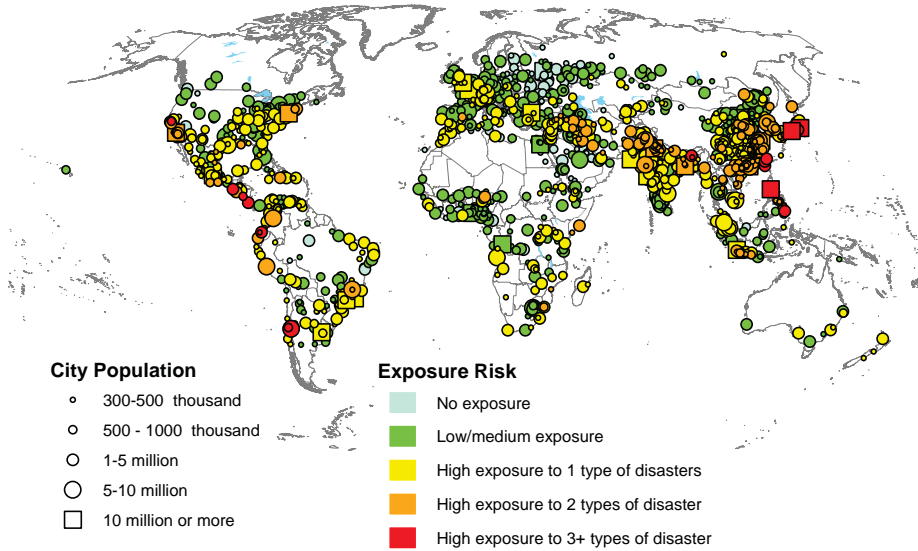 City Population
300-500 thousand
500 - 1000 thousand
1-5 million
5-10 million
10 million or more
Exposure Risk
No exposure
Low/medium exposure
High exposure to 1 type of disasters
High exposure to 2 types of disaster
High exposure to 3+ types of disaster